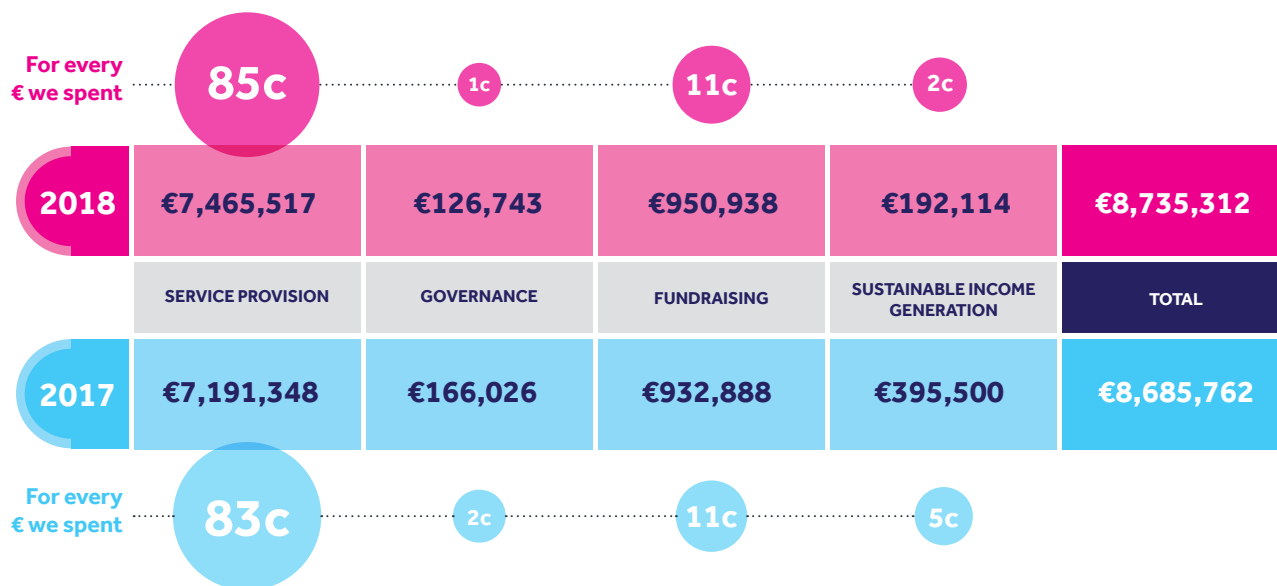 For every
€ we spent
85c
1c
11c
2c
2018
€7,465,517
€126,743
€950,938
€192,114
€8,735,312
SERVICE PROVISION
GOVERNANCE
FUNDRAISING
SUSTAINABLE INCOME
GENERATION
TOTAL
2017
€7,191,348
€166,026
€932,888
€395,500
€8,685,762
For every
€ we spent
83c
2c
11c
5c